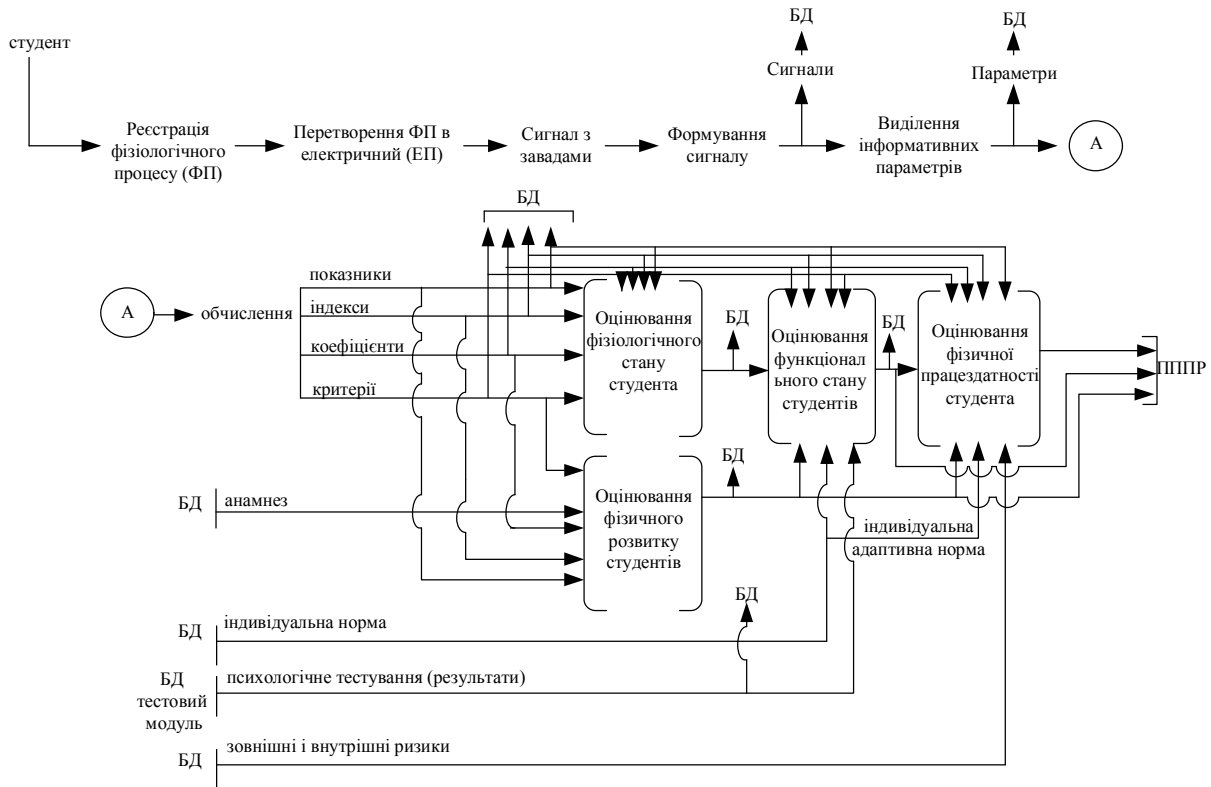 студент
БД
БД
Сигнали
Параметри
Реєстрація
фізіологічного
процесу (ФП)
Перетворення ФП в
електричний (ЕП)
Сигнал з
завадами
Формування
сигналу
Виділення
інформативних
параметрів
А
БД
А
обчислення
показники
індекси
коефіцієнти
критерії
Оцінювання
фізіологічного
стану
студента
БД
Оцінювання
функціонал
ьного стану
студентів
БД
Оцінювання
фізичної
працездатності
студента
ПППР
БД
анамнез
Оцінювання
фізичного
розвитку
студентів
БД
індивідуальна
адаптивна норма
БД
БД
індивідуальна норма
БД
тестовий
модуль
психологічне тестування (результати)
БД
зовнішні і внутрішні ризики